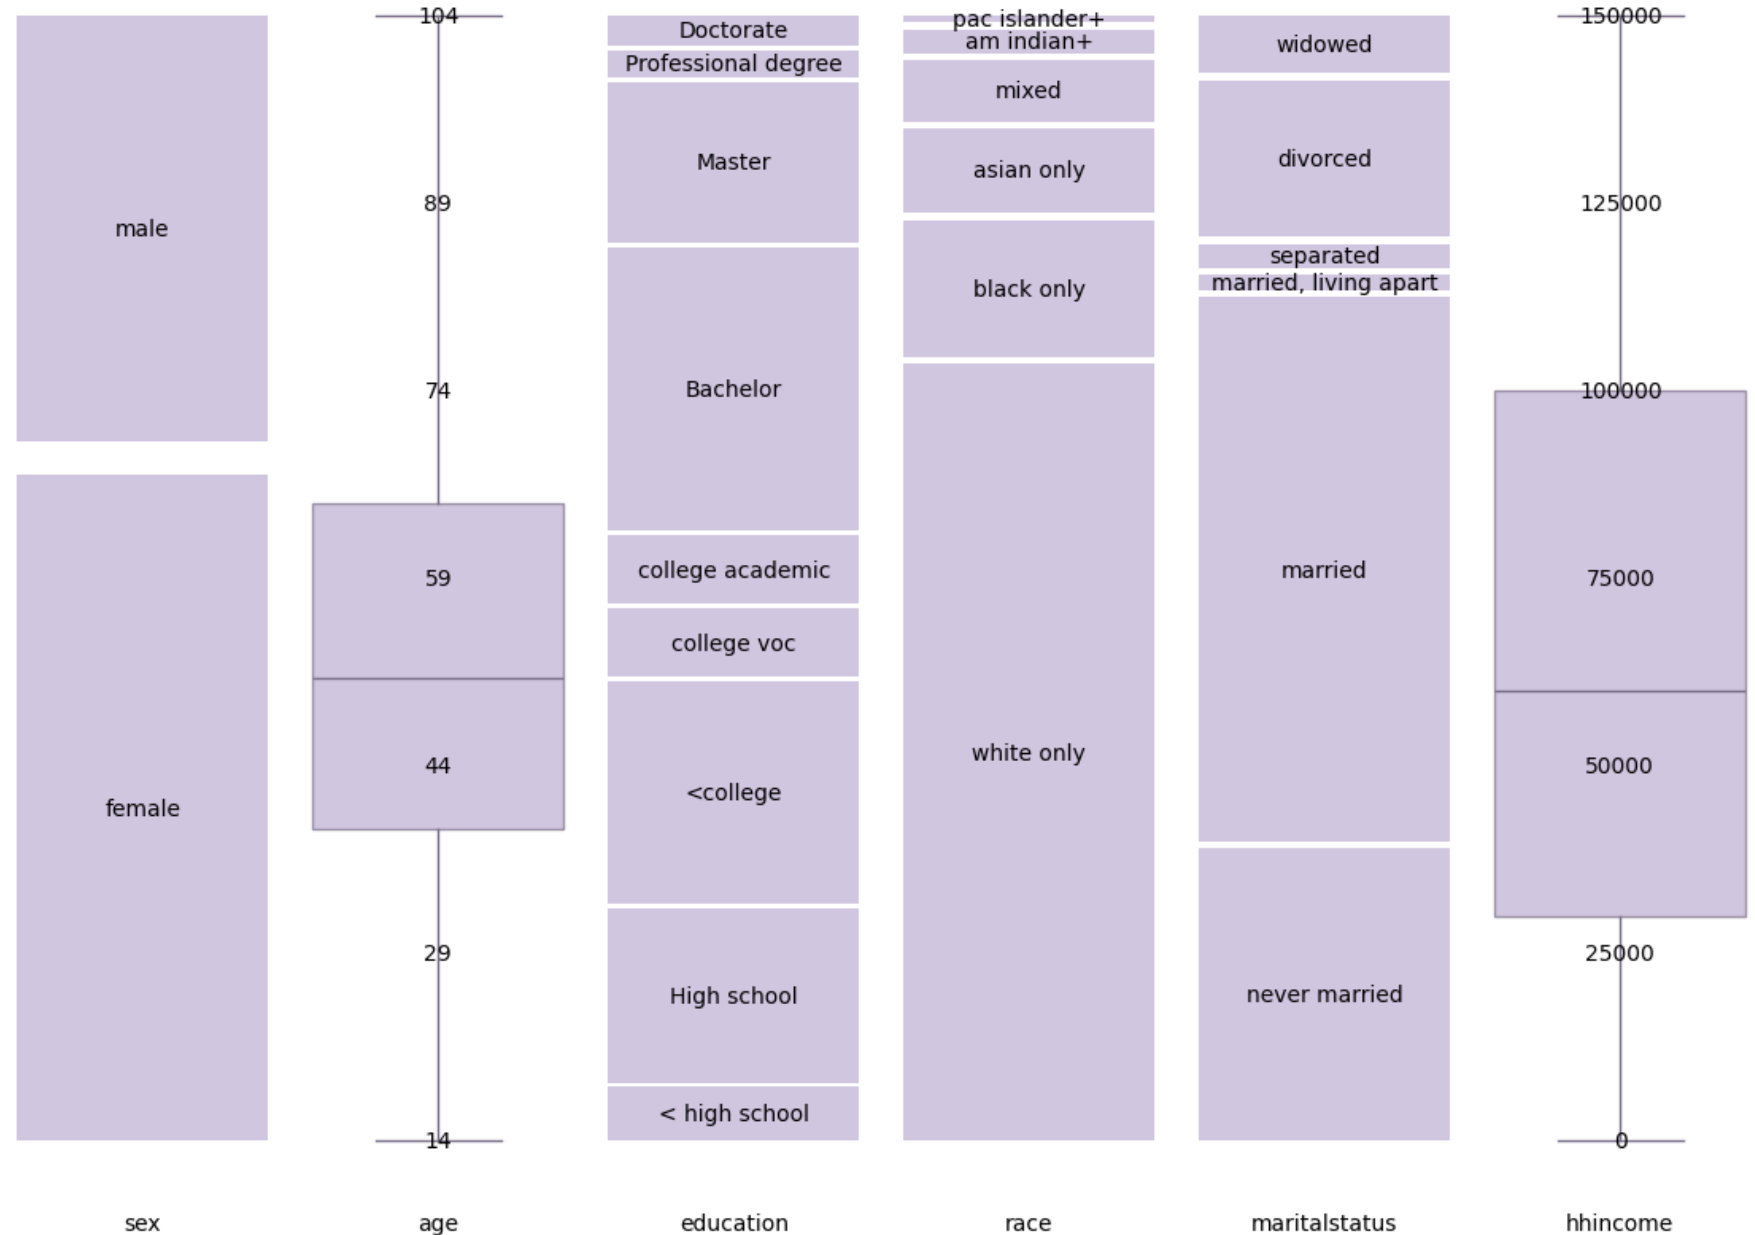 male
female
sex
104
89
74
59
44
29
14
age
Doctorate
Professional degree
Master
Bachelor
college academic
college voc
<college
High school
< high school
education
pac islander+
am indian+
mixed
asian only
black only
white only
race
widowed
divorced
separated
married, living apart
married
never married
maritalstatus
150000
125000
100000
75000
50000
25000
0
hhincome